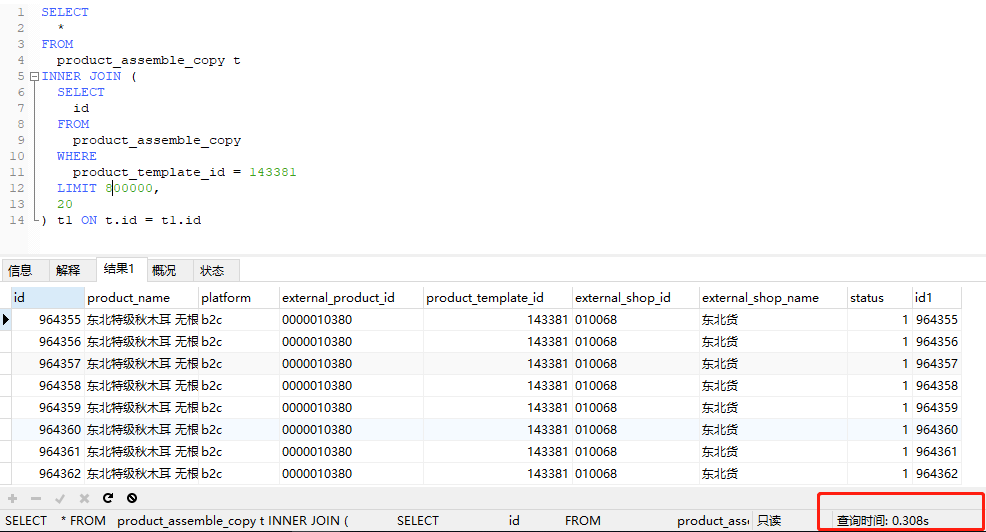 1 SELECT
2 *
3 FROM
4 product_assemble_copy t
5 INNER JOIN (
6 SELECT
7 id
8 FROM
9 product_assemble_copy
10 WHERE
11 product_template_id = 143381
12 LIMIT 800000,
13 20
14 ) t1 ON t.id = t1.id
信息 解释 结果1 概况 状态
id product_name platform external_product_id product_template_id external_shop_id external_shop_name status id1
964355 东北特级秋木耳 无根 b2c 0000010380 143381 010068 东北货 1 964355
964356 东北特级秋木耳 无根 b2c 0000010380 143381 010068 东北货 1 964356
964357 东北特级秋木耳 无根 b2c 0000010380 143381 010068 东北货 1 964357
964358 东北特级秋木耳 无根 b2c 0000010380 143381 010068 东北货 1 964358
964359 东北特级秋木耳 无根 b2c 0000010380 143381 010068 东北货 1 964359
964360 东北特级秋木耳 无根 b2c 0000010380 143381 010068 东北货 1 964360
964361 东北特级秋木耳 无根 b2c 0000010380 143381 010068 东北货 1 964361
964362 东北特级秋木耳 无根 b2c 0000010380 143381 010068 东北货 1 964362
SELECT * FROM product_assemble_copy t INNER JOIN ( SELECT id FROM product_ass 只读 查询时间: 0.308s